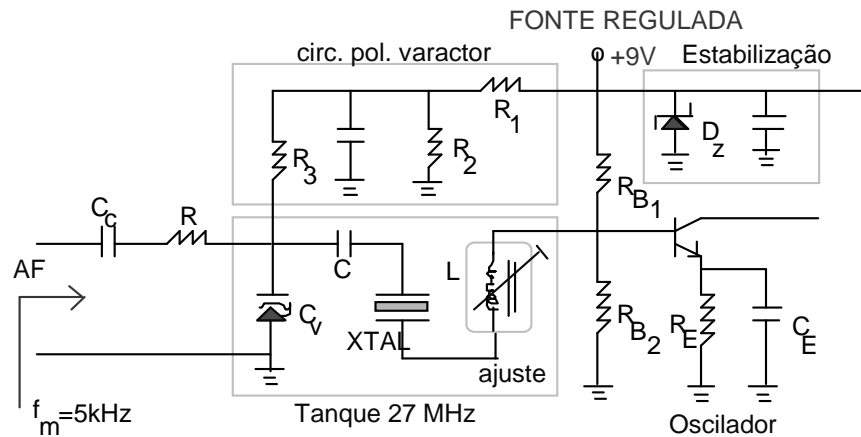 FONTE REGULADA
circ. pol. varactor
+9V
Estabilização
R1
DZ
R3
R2
RB1
CC
R
AF
C
L
CV
XTAL
RB2
RE
CE
ajuste
fm=5kHz
Tanque 27 MHz
Oscilador